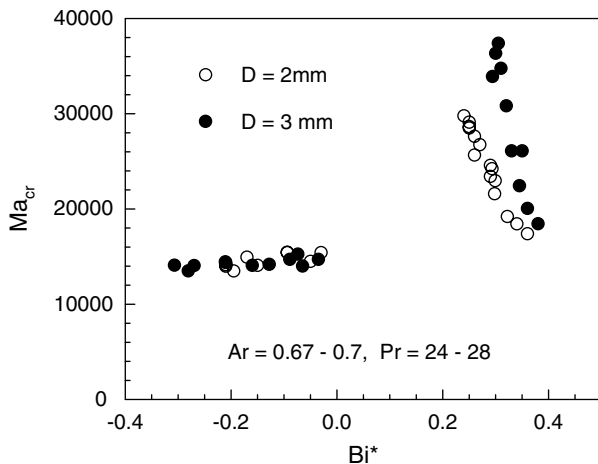 40000
30000
20000
10000
0
Ma_cr
D = 2mm
D = 3 mm
Ar = 0.67 - 0.7, Pr = 24 - 28
-0.4 -0.2 0.0 0.2 0.4
Bi*